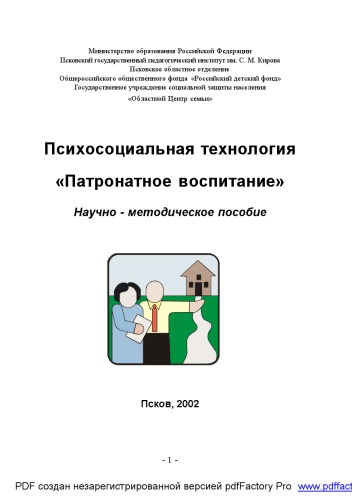 Министерство образования Российской Федерации
Псковский государственный педагогический институт им. С. М. Кирова
Псковское областное отделение
Общероссийского общественного фонда «Российский детский фонд»
Государственное учреждение социальной защиты населения
«Областной Центр семьи»
Психосоциальная технология
«Патронатное воспитание»
Научно - методическое пособие
Псков, 2002
- 1 -
PDF создан незарегистрированной версией pdfFactory Pro www.pdffact